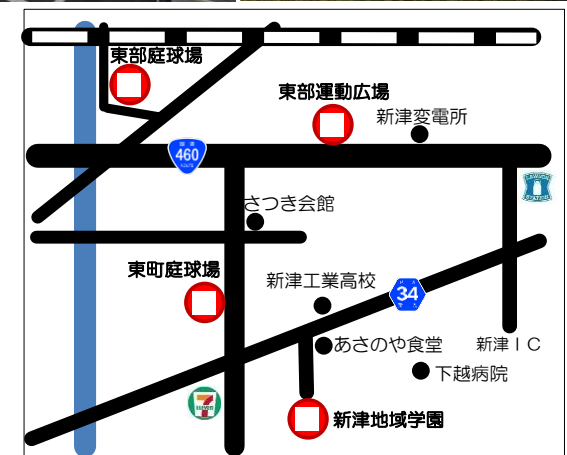 東部庭球場
東部運動広場
新津変電所
460
さつき会館
東町庭球場
新津工業高校
34
あさのや食堂
新津IC
下越病院
新津地域学園